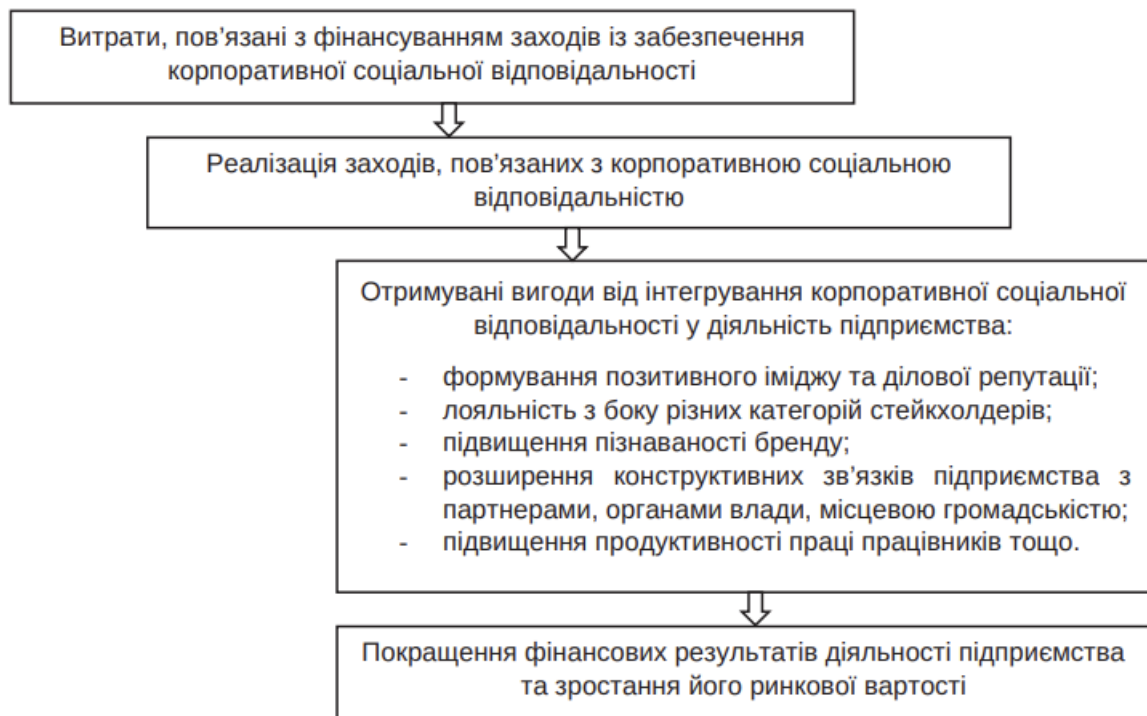 Витрати, пов’язані з фінансуванням заходів із забезпечення
корпоративної соціальної відповідальності
Реалізація заходів, пов’язаних з корпоративною соціальною
відповідальністю
Отримувані вигоди від інтегрування корпоративної соціальної
відповідальності у діяльність підприємства:
- формування позитивного іміджу та ділової репутації;
- лояльність з боку різних категорій стейкхолдерів;
- підвищення пізнаваності бренду;
- розширення конструктивних зв’язків підприємства з
партнерами, органами влади, місцевою громадськістю;
- підвищення продуктивності праці працівників тощо.
Покращення фінансових результатів діяльності підприємства
та зростання його ринкової вартості